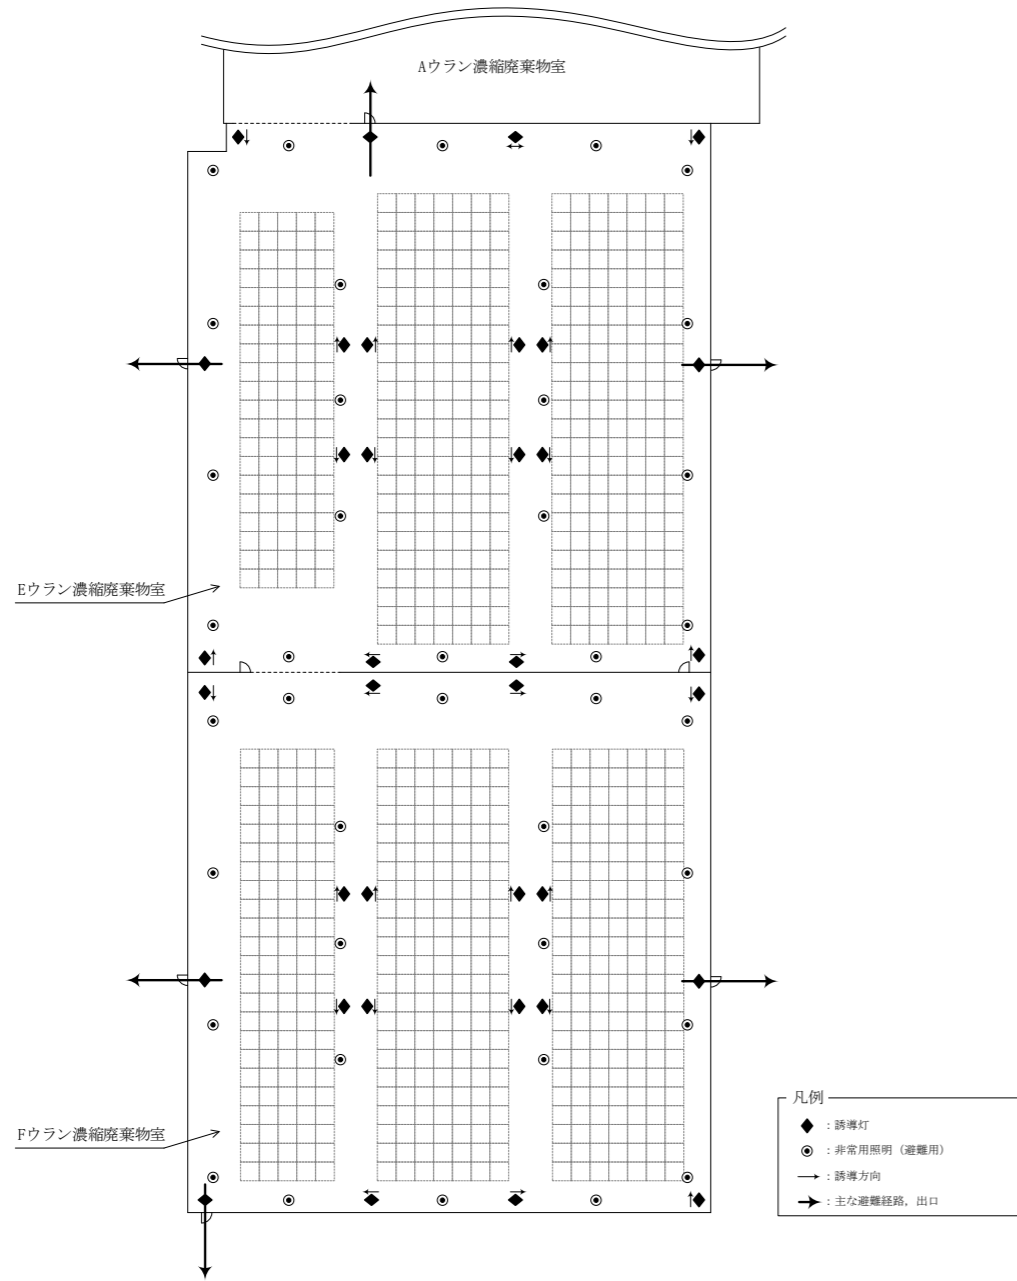 Aウラン濃縮廃棄物室
Eウラン濃縮廃棄物室
Fウラン濃縮廃棄物室
凡例
：誘導灯
：非常用照明（避難用）
：誘導方向
：主な避難経路，出口